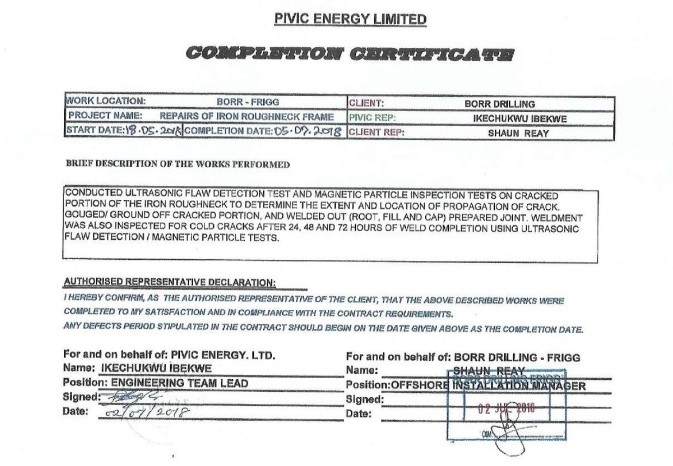 PIVIC ENERGY LIMITED
COMPLETION CERTIFICATE
WORK LOCATION: BORR - FRIGG CLIENT: BORR DRILLING
PROJECT NAME: REPAIRS OF IRON ROUGHNECK FRAME PIVIC REP: IKECHUKWU IBEKWE
START DATE: 18.05.2018 COMPLETION DATE: 05.07.2018 CLIENT REP: SHAUN REAY
BRIEF DESCRIPTION OF THE WORKS PERFORMED
CONDUCTED ULTRASONIC FLAW DETECTION TEST AND MAGNETIC PARTICLE INSPECTION TESTS ON CRACKED
PORTION OF THE IRON ROUGHNECK TO DETERMINE THE EXTENT AND LOCATION OF PROPAGATION OF CRACK.
GOUGED/ GROUND OFF CRACKED PORTION, AND WELDED OUT (ROOT, FILL AND CAP) PREPARED JOINT. WELDMENT
WAS ALSO INSPECTED FOR COLD CRACKS AFTER 24, 48 AND 72 HOURS OF WELD COMPLETION USING ULTRASONIC
FLAW DETECTION / MAGNETIC PARTICLE TESTS.
AUTHORISED REPRESENTATIVE DECLARATION:
I HEREBY CONFIRM, AS THE AUTHORISED REPRESENTATIVE OF THE CLIENT, THAT THE ABOVE DESCRIBED WORKS WERE
COMPLETED TO MY SATISFACTION AND IN COMPLIANCE WITH THE CONTRACT REQUIREMENTS.
ANY DEFECTS PERIOD STIPULATED IN THE CONTRACT SHOULD BEGIN ON THE DATE GIVEN ABOVE AS THE COMPLETION DATE.
For and on behalf of: PIVIC ENERGY. LTD.
Name: IKECHUKWU IBEKWE
Position: ENGINEERING TEAM LEAD
Signed:
Date: 02/07/2018
For and on behalf of: BORR DRILLING - FRIGG
Name: SHAUN REAY
Position:OFFSHORE INSTALLATION MANAGER
Signed:
Date:
BORR DRILLING FRIGG
02 JUL 2018
OIM